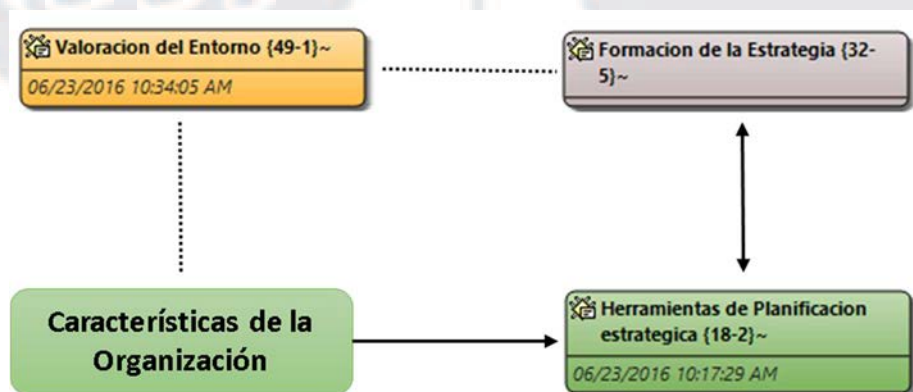 Valoracion del Entorno {49-1}~
06/23/2016 10:34:05 AM
Formacion de la Estrategia {32-
5}~
Características de la
Organización
Herramientas de Planificacion
estrategica {18-2}~
06/23/2016 10:17:29 AM